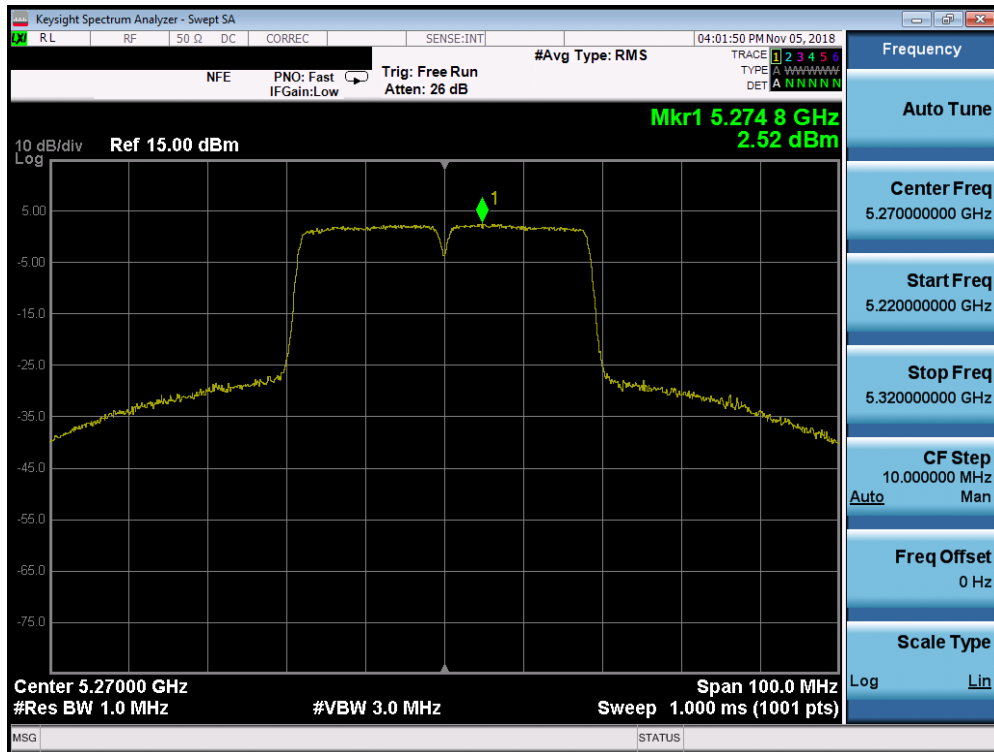 Keysight Spectrum Analyzer - Swept SA
LXI RL RF 50 Ω DC CORREC SENSE:INT 04:01:50 PM Nov 05, 2018
#Avg Type: RMS TRACE 1 2 3 4 5 6
NFE PNO: Fast Trig: Free Run TYPE A WWWWW
IFGain:Low Atten: 26 dB DET A N N N N N
Mkr1 5.274 8 GHz
2.52 dBm
10 dB/div Ref 15.00 dBm
Log
1
5.00
-5.00
-15.0
-25.0
-35.0
-45.0
-55.0
-65.0
-75.0
Center 5.27000 GHz Span 100.0 MHz
#Res BW 1.0 MHz #VBW 3.0 MHz Sweep 1.000 ms (1001 pts)
MSG STATUS
Frequency
Auto Tune
Center Freq
5.270000000 GHz
Start Freq
5.220000000 GHz
Stop Freq
5.320000000 GHz
CF Step
10.000000 MHz
Auto Man
Freq Offset
0 Hz
Scale Type
Log Lin